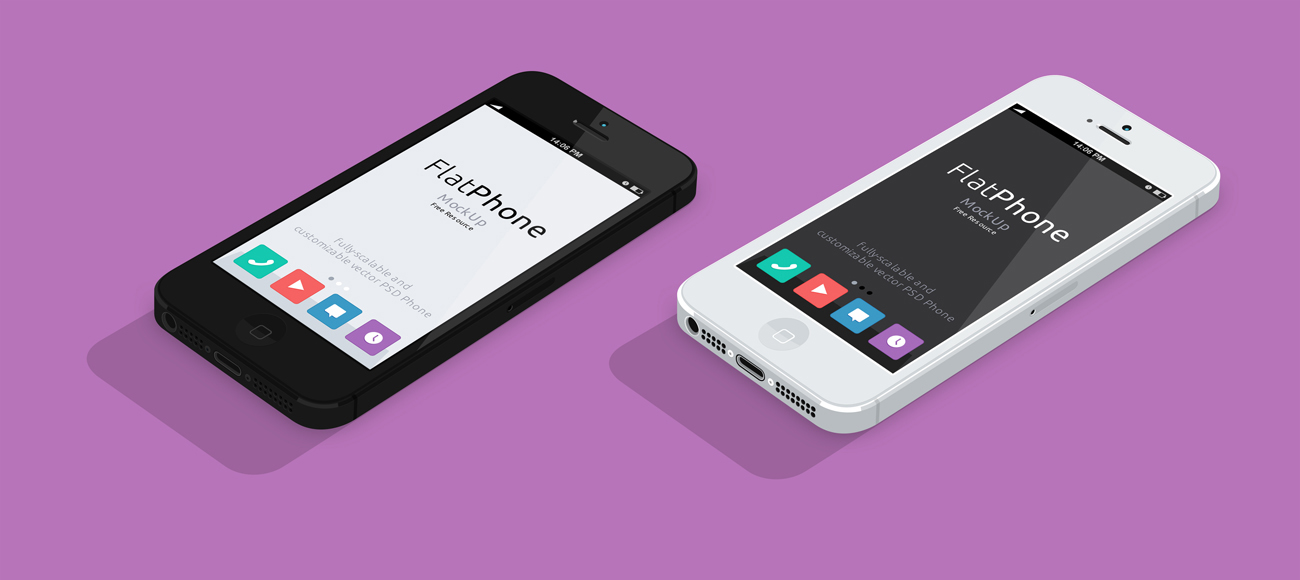 14:06 PM
FlatPhone
MockUp
Free Resource
Fully-scalable and
customizable vector PSD Phone
14:06 PM
FlatPhone
MockUp
Free Resource
Fully-scalable and
customizable vector PSD Phone